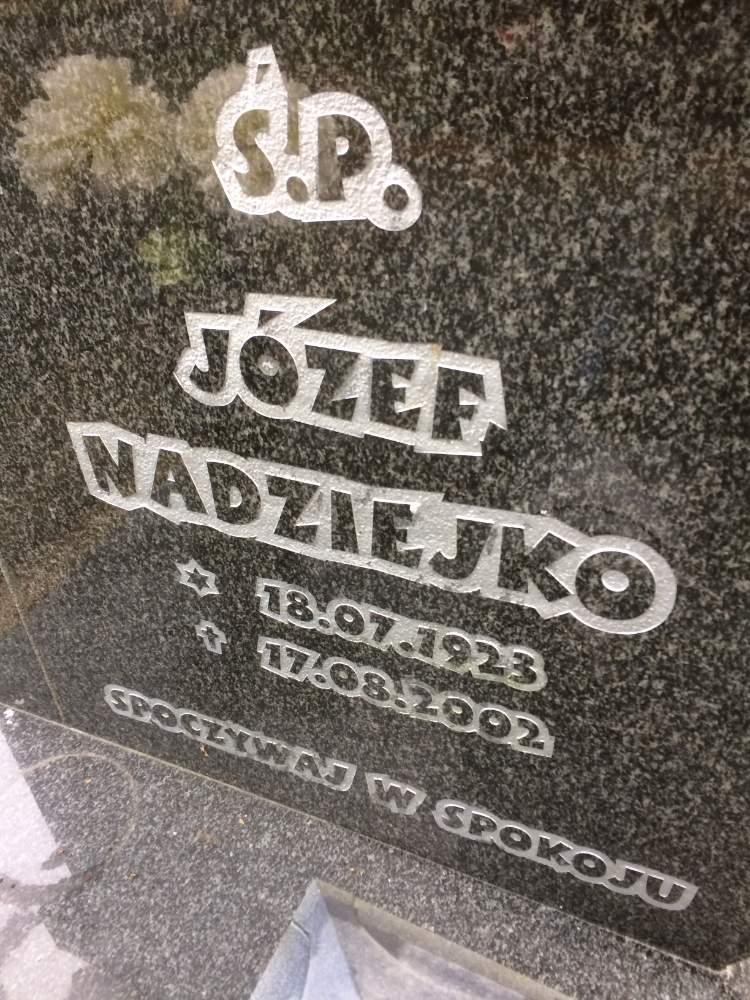 Ś.P.
JÓZEF
NADZIEJKO
18.07.1923
17.08.2002
SPOCZYWAJ W SPOKOJU